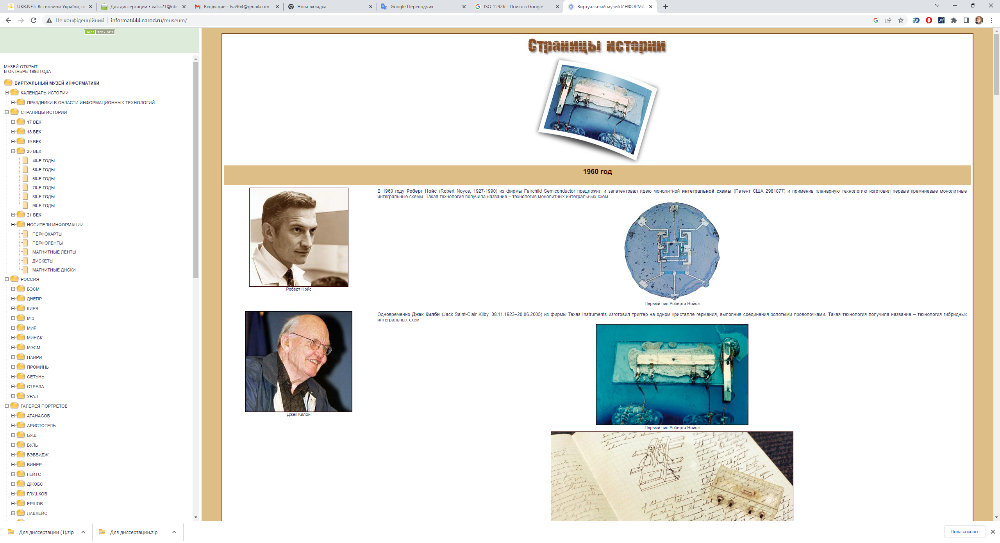 UKR.NET: Всі новини України, ос
Для диссертации • valss21@ukr.
Входящие - lva964@gmail.com -
Нова вкладка
Google Переводчик
ISO 15926 - Поиск в Google
Виртуальный музей ИНФОРМА
Не конфіденційний
informat444.narod.ru/museum/
UCOZ SERVICES
МУЗЕЙ ОТКРЫТ
В ОКТЯБРЕ 1998 ГОДА
ВИРТУАЛЬНЫЙ МУЗЕЙ ИНФОРМАТИКИ
КАЛЕНДАРЬ ИСТОРИИ
ПРАЗДНИКИ В ОБЛАСТИ ИНФОРМАЦИОННЫХ ТЕХНОЛОГИЙ
СТРАНИЦЫ ИСТОРИИ
17 ВЕК
18 ВЕК
19 ВЕК
20 ВЕК
40-Е ГОДЫ
50-Е ГОДЫ
60-Е ГОДЫ
70-Е ГОДЫ
80-Е ГОДЫ
90-Е ГОДЫ
21 ВЕК
НОСИТЕЛИ ИНФОРМАЦИИ
ПЕРФОКАРТЫ
ПЕРФОЛЕНТЫ
МАГНИТНЫЕ ЛЕНТЫ
ДИСКЕТЫ
МАГНИТНЫЕ ДИСКИ
РОССИЯ
БЭСМ
ДНЕПР
КИЕВ
М-3
МИР
МИНСК
МЭСМ
НАИРИ
ПРОМИНЬ
СЕТУНЬ
СТРЕЛА
УРАЛ
ГАЛЕРЕЯ ПОРТРЕТОВ
АТАНАСОВ
АРИСТОТЕЛЬ
БУШ
БУЛЬ
БЭББИДЖ
ВИНЕР
ГЕЙТС
ДЖОБС
ГЛУШКОВ
ЕРШОВ
ЛАВЛЕЙС
Страницы истории
1960 год
В 1960 году Роберт Нойс (Robert Noyce, 1927-1990) из фирмы Fairchild Semiconductor предложил и запатентовал идею монолитной интегральной схемы (Патент США 2981877) и применив планарную технологию изготовил первые кремниевые монолитные
интегральные схемы. Такая технология получила название – технология монолитных интегральных схем.
Роберт Нойс
Первый чип Роберта Нойса
Одновременно Джек Килби (Jack Saint-Clair Kilby, 08.11.1923–20.06.2005) из фирмы Texas Instruments изготовил триггер на одном кристалле германия, выполнив соединения золотыми проволочками. Такая технология получила название – технология гибридных
интегральных схем.
Джек Килби
Первый чип Роберта Нойса
Для диссертации (1).zip
Для диссертации.zip
Показати все